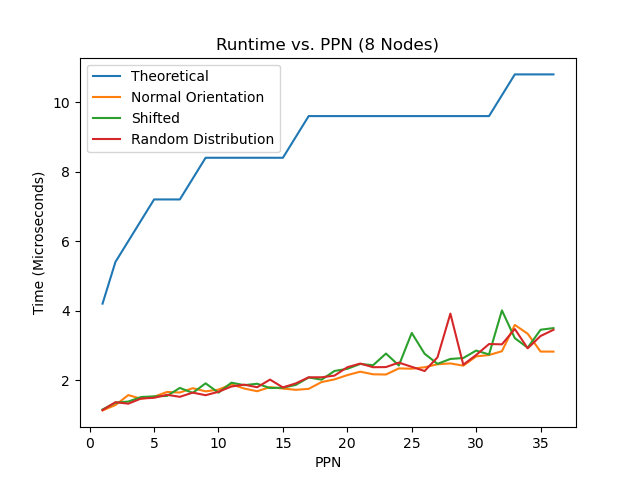 Runtime vs. PPN (8 Nodes)
Theoretical
Normal Orientation
Shifted
Random Distribution
Time (Microseconds)
10
8
6
4
2
0 5 10 15 20 25 30 35
PPN